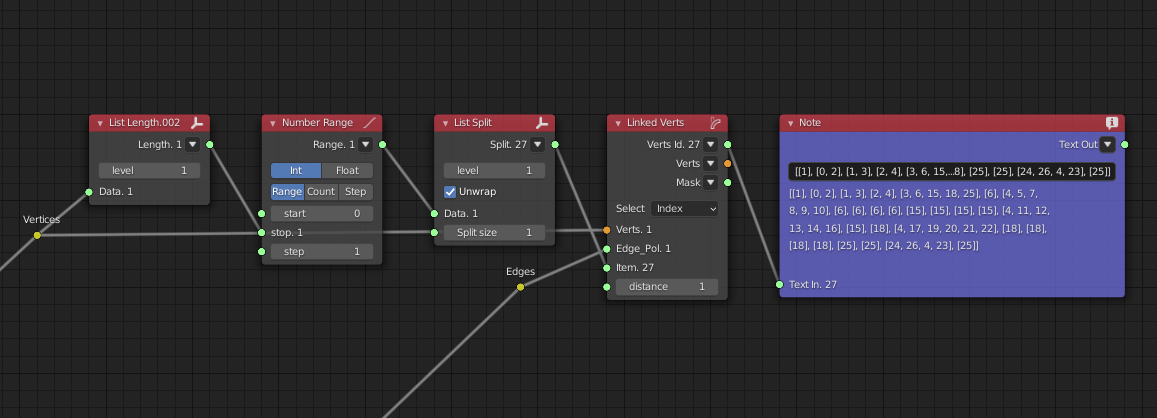 List Length.002
Length. 1
level 1
Data. 1
Vertices
Number Range
Range. 1
Int Float
Range Count Step
start 0
stop. 1
step 1
List Split
Split. 27
level 1
Unwrap
Data. 1
Split size 1
Edges
Linked Verts
Verts Id. 27
Verts
Mask
Select Index
Verts. 1
Edge_Pol. 1
Item. 27
distance 1
Note
Text Out
[[1], [0, 2], [1, 3], [2, 4], [3, 6, 15,...8], [25], [25], [24, 26, 4, 23], [25]]
[[1], [0, 2], [1, 3], [2, 4], [3, 6, 15, 18, 25], [6], [4, 5, 7,
8, 9, 10], [6], [6], [6], [6], [15], [15], [15], [15], [4, 11, 12,
13, 14, 16], [15], [18], [4, 17, 19, 20, 21, 22], [18], [18],
[18], [18], [25], [25], [24, 26, 4, 23], [25]]
Text In. 27